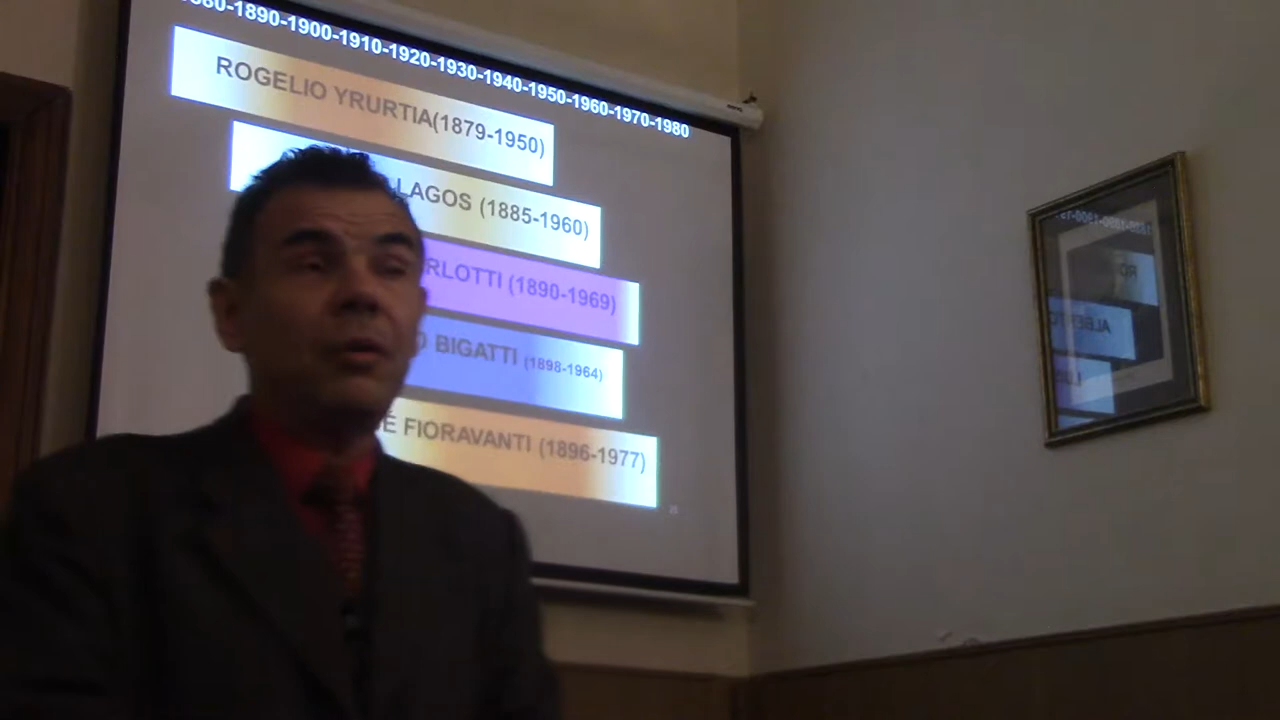 1880-1890-1900-1910-1920-1930-1940-1950-1960-1970-1980
ROGELIO YRURTIA(1879-1950)
LAGOS (1885-1960)
RLOTTI (1890-1969)
O BIGATTI (1898-1964)
É FIORAVANTI (1896-1977)